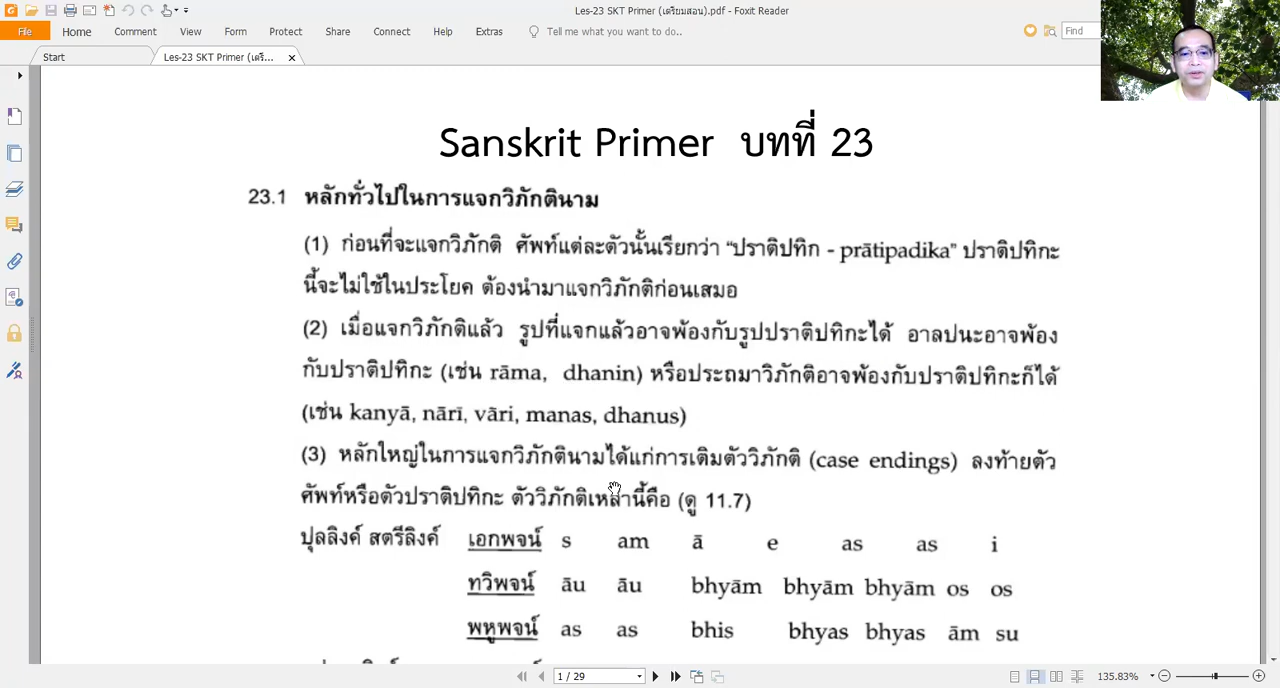 Les-23 SKT Primer (เตรียมสอน).pdf - Foxit Reader
File Home Comment View Form Protect Share Connect Help Extras Tell me what you want to do.. Find
Start Les-23 SKT Primer (เตรี...
Sanskrit Primer บทที่ 23
23.1 หลักทั่วไปในการแจกวิภักตินาม
(1) ก่อนที่จะแจกวิภักติ ศัพท์แต่ละตัวนั้นเรียกว่า “ปราติปทิก - prātipadika” ปราติปทิกะ
นี้จะไม่ใช้ในประโยค ต้องนำมาแจกวิภักติก่อนเสมอ
(2) เมื่อแจกวิภักติแล้ว รูปที่แจกแล้วอาจพ้องกับรูปปราติปทิกะได้ อาลปนะอาจพ้อง
กับปราติปทิกะ (เช่น rāma, dhanin) หรือประถมาวิภักติอาจพ้องกับปราติปทิกะก็ได้
(เช่น kanyā, nārī, vāri, manas, dhanus)
(3) หลักใหญ่ในการแจกวิภักตินามได้แก่การเติมตัววิภักติ (case endings) ลงท้ายตัว
ศัพท์หรือตัวปราติปทิกะ ตัววิภักติเหล่านี้คือ (ดู 11.7)
ปุลลิงค์ สตรีลิงค์ เอกพจน์ s am ā e as as i
ทวิพจน์ āu āu bhyām bhyām bhyām os os
พหูพจน์ as as bhis bhyas bhyas ām su
1 / 29 135.83%